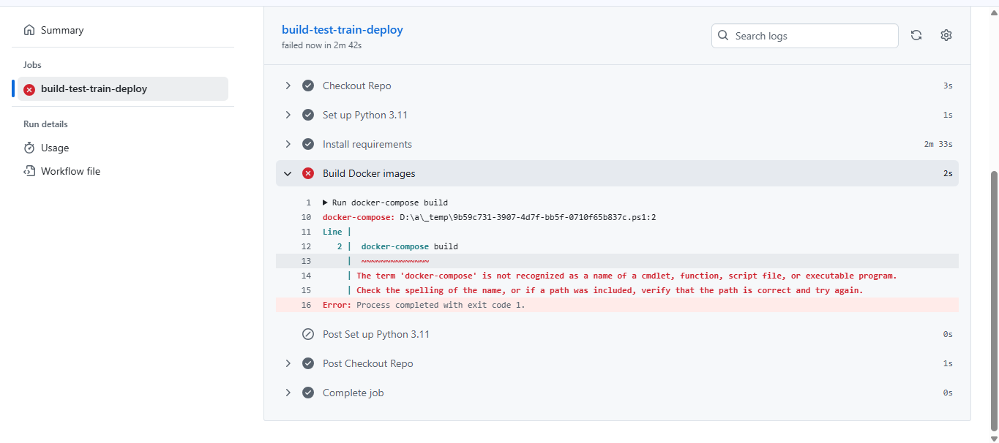 Summary
Jobs
build-test-train-deploy
Run details
Usage
Workflow file
build-test-train-deploy
failed now in 2m 42s
Search logs
Checkout Repo 3s
Set up Python 3.11 1s
Install requirements 2m 33s
Build Docker images 2s
1 ▶ Run docker-compose build
10 docker-compose: D:\a\_temp\9b59c731-3907-4d7f-bb5f-0710f65b837c.ps1:2
11 Line |
12 2 | docker-compose build
13 | ~~~~~~~~~~~~~~
14 | The term 'docker-compose' is not recognized as a name of a cmdlet, function, script file, or executable program.
15 | Check the spelling of the name, or if a path was included, verify that the path is correct and try again.
16 Error: Process completed with exit code 1.
Post Set up Python 3.11 0s
Post Checkout Repo 1s
Complete job 0s